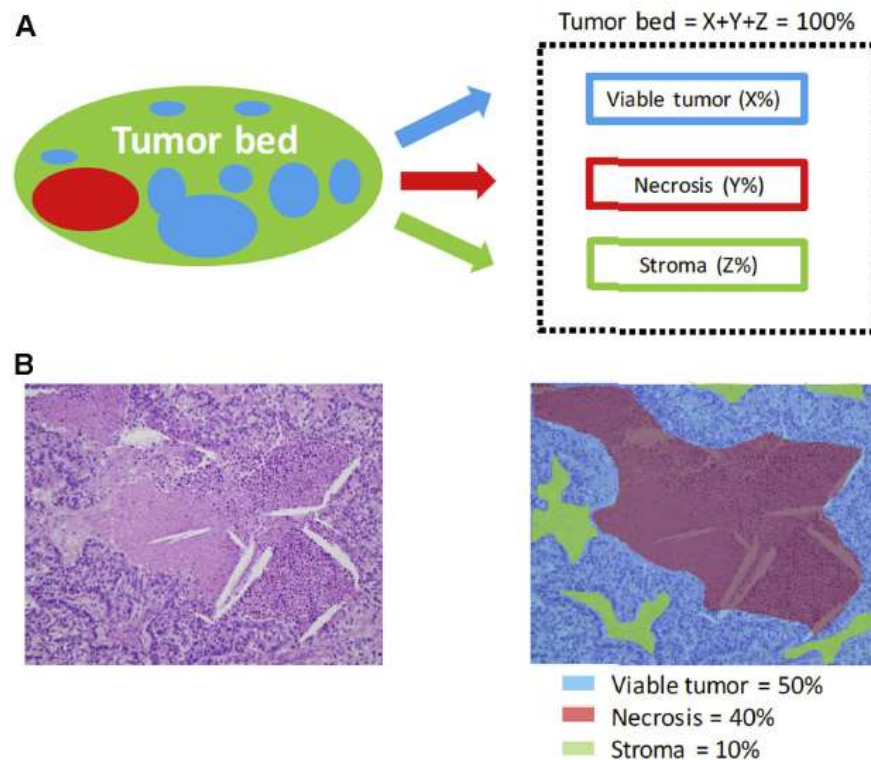 A
Tumor bed = X+Y+Z = 100%
Tumor bed
Viable tumor (X%)
Necrosis (Y%)
Stroma (Z%)
B
Viable tumor = 50%
Necrosis = 40%
Stroma = 10%